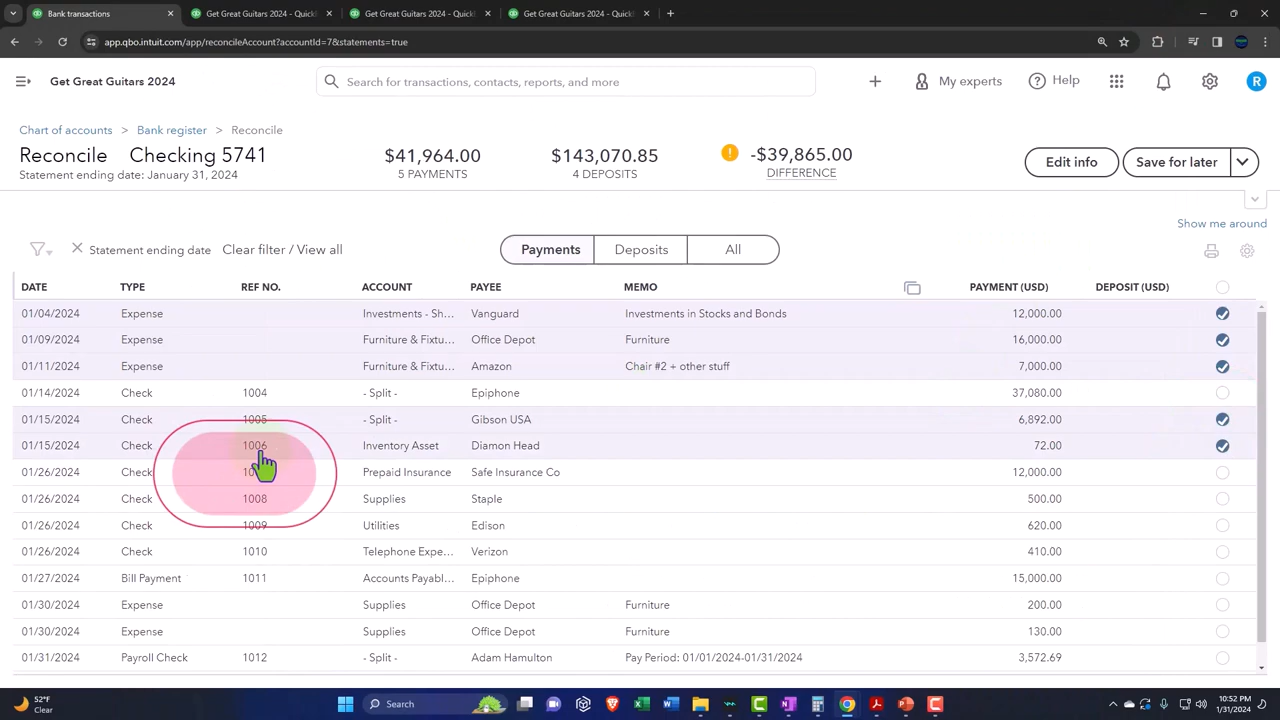 Bank transactions
Get Great Guitars 2024 - QuickB
Get Great Guitars 2024 - QuickB
Get Great Guitars 2024 - QuickB
app.qbo.intuit.com/app/reconcileAccount?accountId=7&statements=true
Get Great Guitars 2024
Search for transactions, contacts, reports, and more
My experts
Help
R
Chart of accounts > Bank register > Reconcile
Reconcile Checking 5741
Statement ending date: January 31, 2024
$41,964.00
5 PAYMENTS
$143,070.85
4 DEPOSITS
-$39,865.00
DIFFERENCE
Edit info
Save for later
Show me around
Statement ending date
Clear filter / View all
Payments
Deposits
All
DATE TYPE REF NO. ACCOUNT PAYEE MEMO PAYMENT (USD) DEPOSIT (USD)
01/04/2024 Expense Investments - Sh... Vanguard Investments in Stocks and Bonds 12,000.00
01/09/2024 Expense Furniture & Fixtu... Office Depot Furniture 16,000.00
01/11/2024 Expense Furniture & Fixtu... Amazon Chair #2 + other stuff 7,000.00
01/14/2024 Check 1004 - Split - Epiphone 37,080.00
01/15/2024 Check 1005 - Split - Gibson USA 6,892.00
01/15/2024 Check 1006 Inventory Asset Diamon Head 72.00
01/26/2024 Check Prepaid Insurance Safe Insurance Co 12,000.00
01/26/2024 Check 1008 Supplies Staple 500.00
01/26/2024 Check 1009 Utilities Edison 620.00
01/26/2024 Check 1010 Telephone Expe... Verizon 410.00
01/27/2024 Bill Payment 1011 Accounts Payabl... Epiphone 15,000.00
01/30/2024 Expense Supplies Office Depot Furniture 200.00
01/30/2024 Expense Supplies Office Depot Furniture 130.00
01/31/2024 Payroll Check 1012 - Split - Adam Hamulton Pay Period: 01/01/2024-01/31/2024 3,572.69
52°F
Clear
Search
10:52 PM
1/31/2024